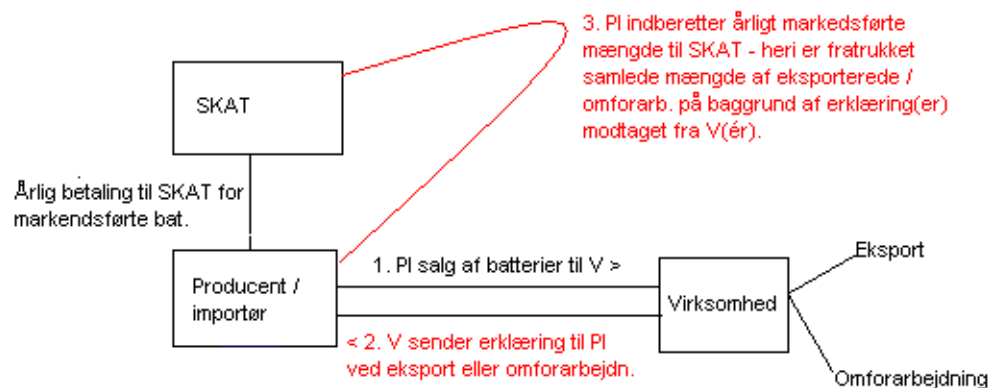 3. PI indberetter årligt markedsførte
mængde til SKAT - heri er fratrukket
samlede mængde af eksporterede /
omforarb. på baggrund af erklæring(er)
modtaget fra V(ér).
SKAT
Årlig betaling til SKAT for
markendsførte bat.
Producent /
importør
1. PI salg af batterier til V >
Virksomhed
Eksport
< 2. V sender erklæring til PI
ved eksport eller omforarbejdn.
Omforarbejdning